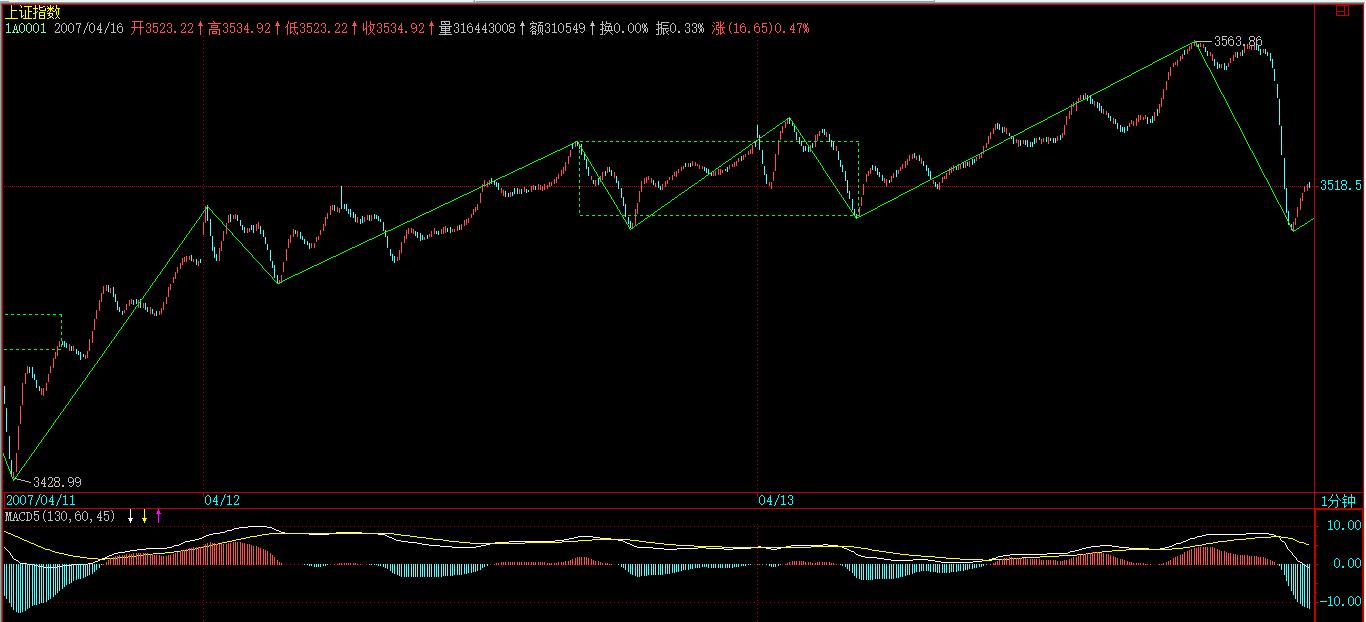 上证指数
1A0001 2007/04/16 开3523.22↑高3534.92↑低3523.22↑收3534.92↑量316443008↑额310549↑换0.00% 振0.33% 涨(16.65)0.47%
3563.86
3518.5
3428.99
2007/04/11 04/12 04/13 1分钟
MACD5(130,60,45) ↓ ↓ ↑
10.00
0.00
-10.00